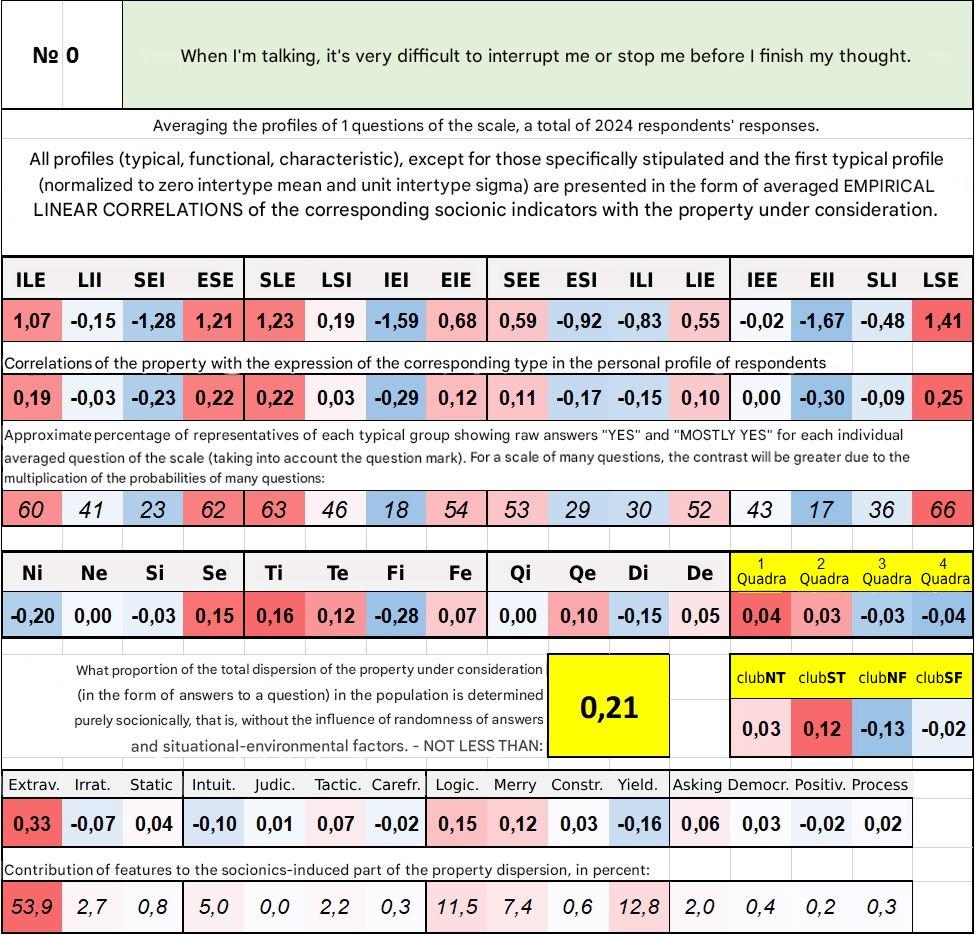 № 0
When I'm talking, it's very difficult to interrupt me or stop me before I finish my thought.
Averaging the profiles of 1 questions of the scale, a total of 2024 respondents' responses.
All profiles (typical, functional, characteristic), except for those specifically stipulated and the first typical profile
(normalized to zero intertype mean and unit intertype sigma) are presented in the form of averaged EMPIRICAL
LINEAR CORRELATIONS of the corresponding socionic indicators with the property under consideration.
ILE LII SEI ESE SLE LSI IEI EIE SEE ESI ILI LIE IEE EII SLI LSE
1,07 -0,15 -1,28 1,21 1,23 0,19 -1,59 0,68 0,59 -0,92 -0,83 0,55 -0,02 -1,67 -0,48 1,41
Correlations of the property with the expression of the corresponding type in the personal profile of respondents
0,19 -0,03 -0,23 0,22 0,22 0,03 -0,29 0,12 0,11 -0,17 -0,15 0,10 0,00 -0,30 -0,09 0,25
Approximate percentage of representatives of each typical group showing raw answers "YES" and "MOSTLY YES" for each individual
averaged question of the scale (taking into account the question mark). For a scale of many questions, the contrast will be greater due to the
multiplication of the probabilities of many questions:
60 41 23 62 63 46 18 54 53 29 30 52 43 17 36 66
Ni Ne Si Se Ti Te Fi Fe Qi Qe Di De 1 Quadra 2 Quadra 3 Quadra 4 Quadra
-0,20 0,00 -0,03 0,15 0,16 0,12 -0,28 0,07 0,00 0,10 -0,15 0,05 0,04 0,03 -0,03 -0,04
What proportion of the total dispersion of the property under consideration
(in the form of answers to a question) in the population is determined
purely socionically, that is, without the influence of randomness of answers
and situational-environmental factors. - NOT LESS THAN:
0,21
clubNT clubST clubNF clubSF
0,03 0,12 -0,13 -0,02
Extrav. Irrat. Static Intuit. Judic. Tactic. Carefr. Logic. Merry Constr. Yield. Asking Democr. Positiv. Process
0,33 -0,07 0,04 -0,10 0,01 0,07 -0,02 0,15 0,12 0,03 -0,16 0,06 0,03 -0,02 0,02
Contribution of features to the socionics-induced part of the property dispersion, in percent:
53,9 2,7 0,8 5,0 0,0 2,2 0,3 11,5 7,4 0,6 12,8 2,0 0,4 0,2 0,3